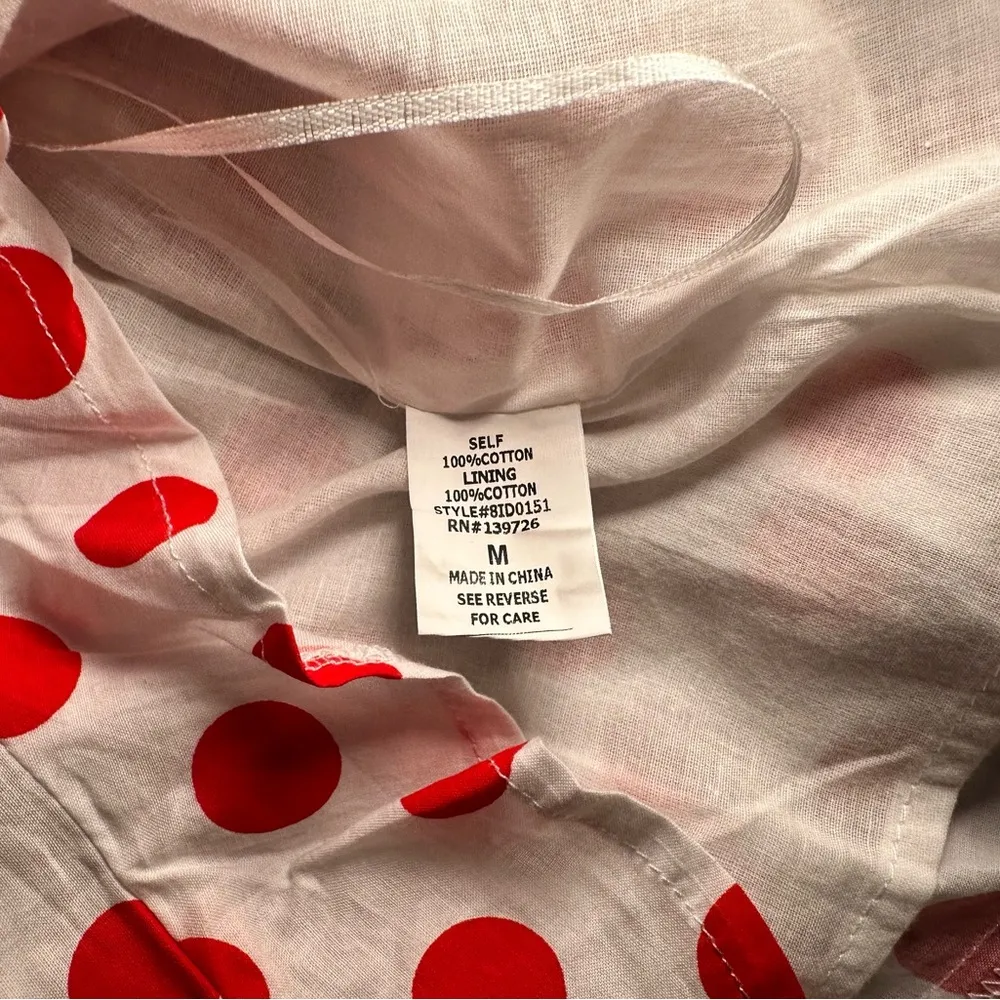 SELF
100%COTTON
LINING
100%COTTON
STYLE#8ID0151
RN#139726
M
MADE IN CHINA
SEE REVERSE
FOR CARE